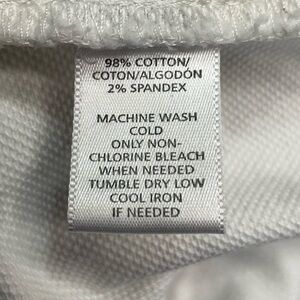 98% COTTON/
COTON/ALGODÓN
2% SPANDEX
MACHINE WASH
COLD
ONLY NON-
CHLORINE BLEACH
WHEN NEEDED
TUMBLE DRY LOW
COOL IRON
IF NEEDED